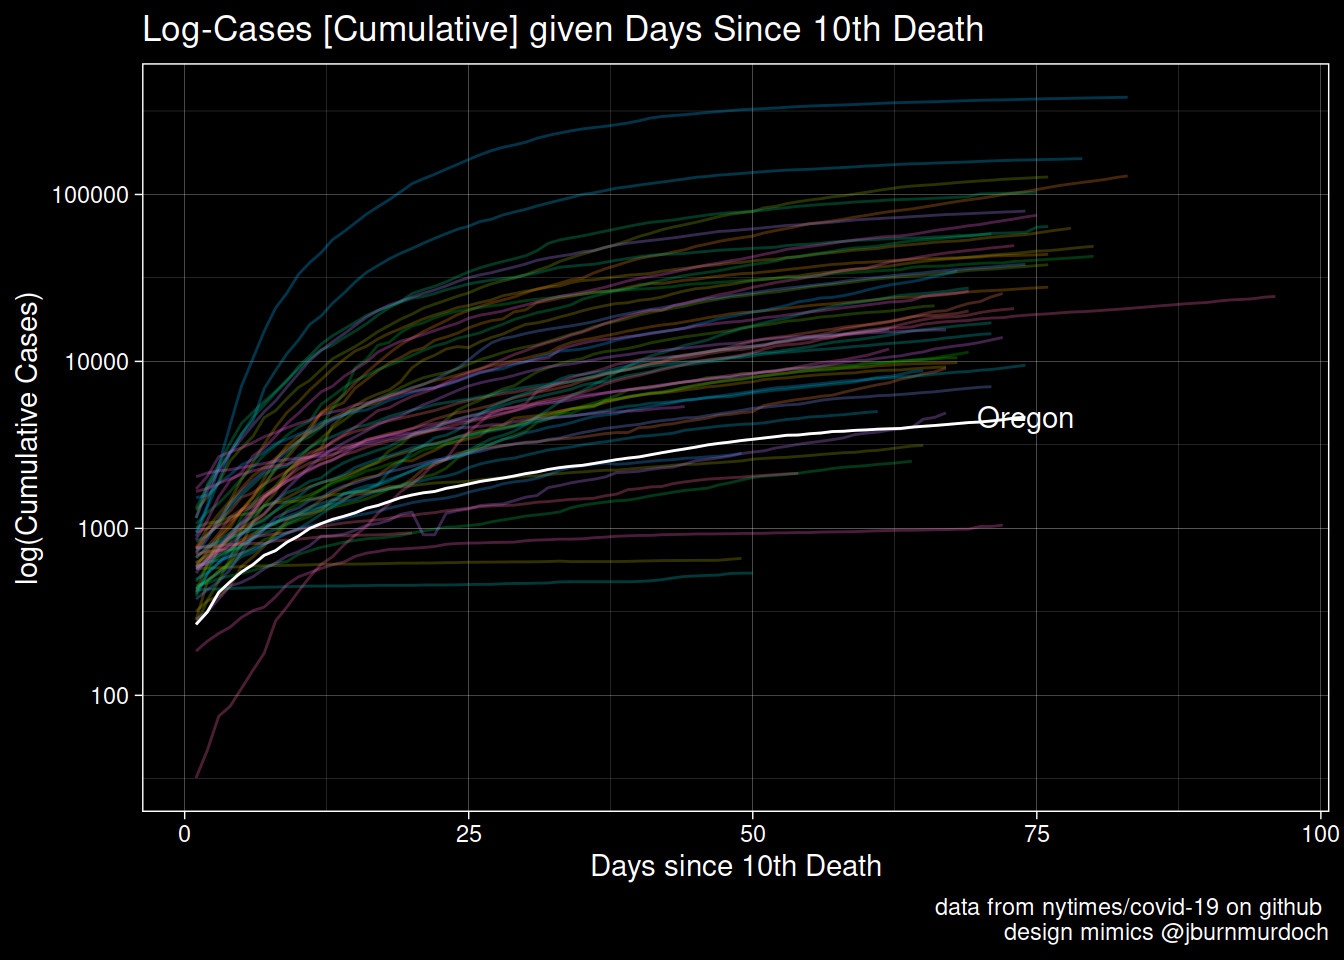 Log-Cases [Cumulative] given Days Since 10th Death
log(Cumulative Cases)
100000
10000
1000
100
Oregon
0 25 50 75 100
Days since 10th Death
data from nytimes/covid-19 on github
design mimics @jburnmurdoch